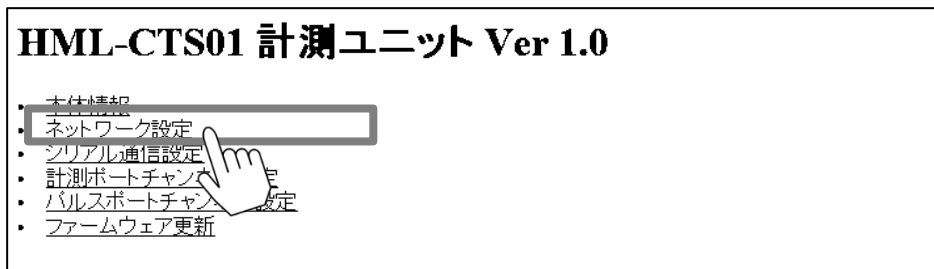 HML-CTS01 計測ユニット Ver 1.0
• 本体情報
• ネットワーク設定
• シリアル通信設定
• 計測ポートチャン定
• パルスポートチャン設定
• ファームウェア更新